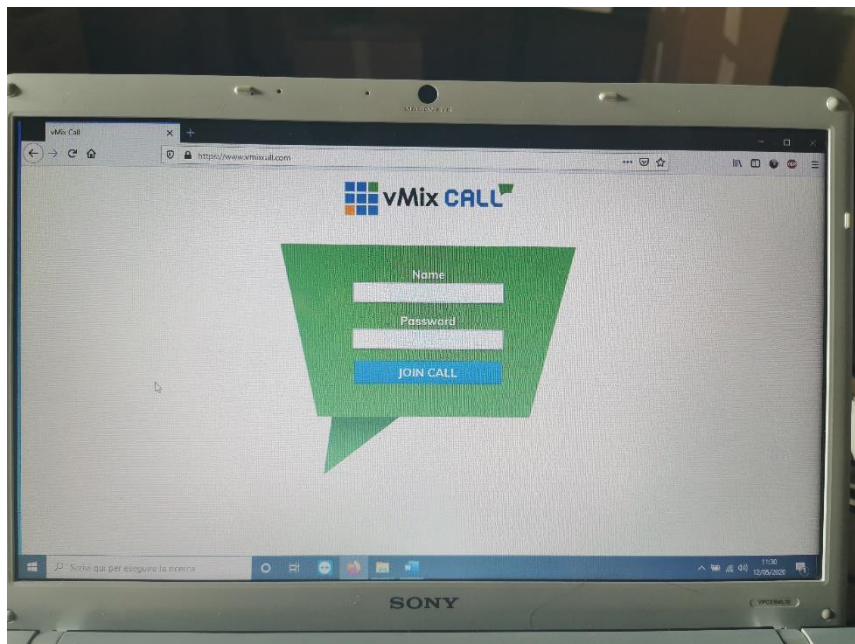 vMix Call
https://www.vmixcall.com
vMix CALL
Name
Password
JOIN CALL
Scrivi qui per eseguire la ricerca
11:30
12/05/2020
SONY